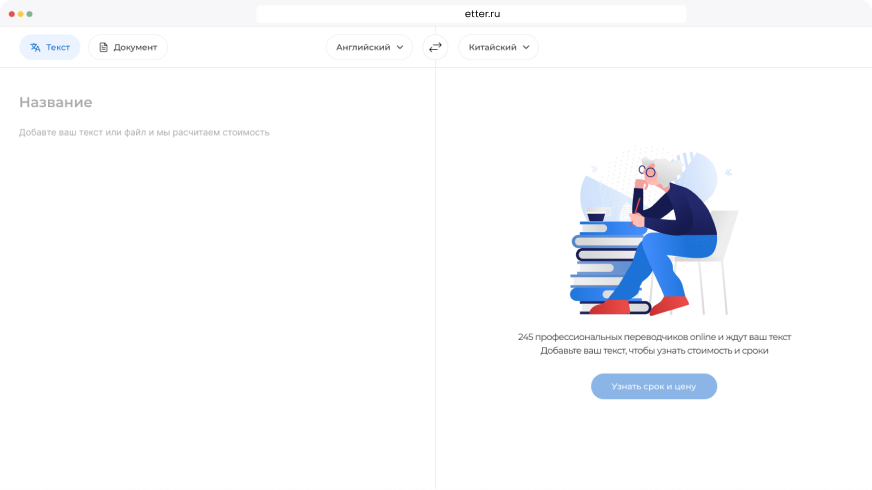 etter.ru
Текст
Документ
Английский
Китайский
Название
Добавте ваш текст или файл и мы расчитаем стоимость
245 профессиональных переводчиков online и ждут ваш текст
Добавьте ваш текст, чтобы узнать стоимость и сроки
Узнать срок и цену